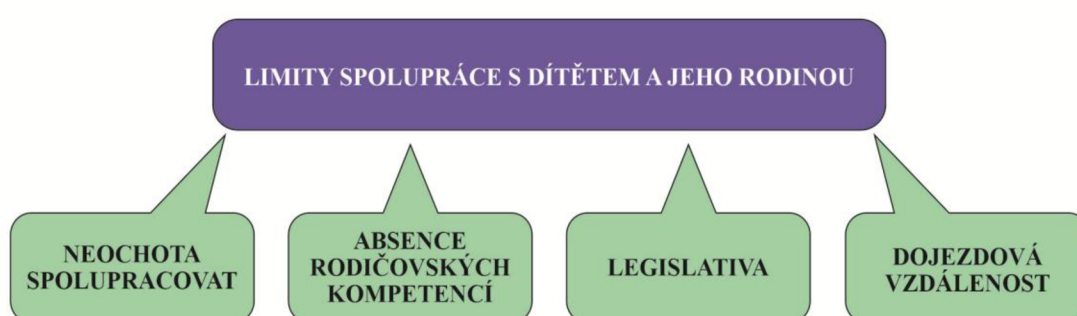 LIMITY SPOLUPRÁCE S DÍTĚTEM A JEHO RODINOU
NEOCHOTA
SPOLUPRACOVAT
ABSENCE
RODIČOVSKÝCH
KOMPETENCÍ
LEGISLATIVA
DOJEZDOVÁ
VZDÁLENOST